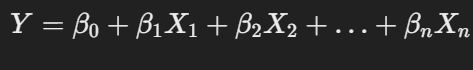 Y = β₀ + β₁X₁ + β₂X₂ + … + βₙXₙ